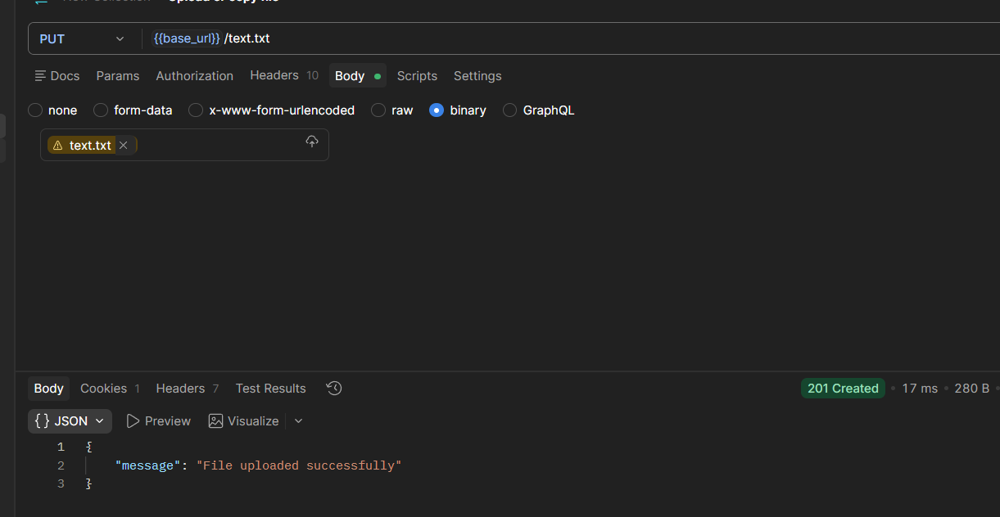 PUT {{base_url}} /text.txt
Docs Params Authorization Headers 10 Body Scripts Settings
none form-data x-www-form-urlencoded raw binary GraphQL
text.txt
Body Cookies 1 Headers 7 Test Results 201 Created • 17 ms • 280 B
{ } JSON Preview Visualize
1 {
2 "message": "File uploaded successfully"
3 }